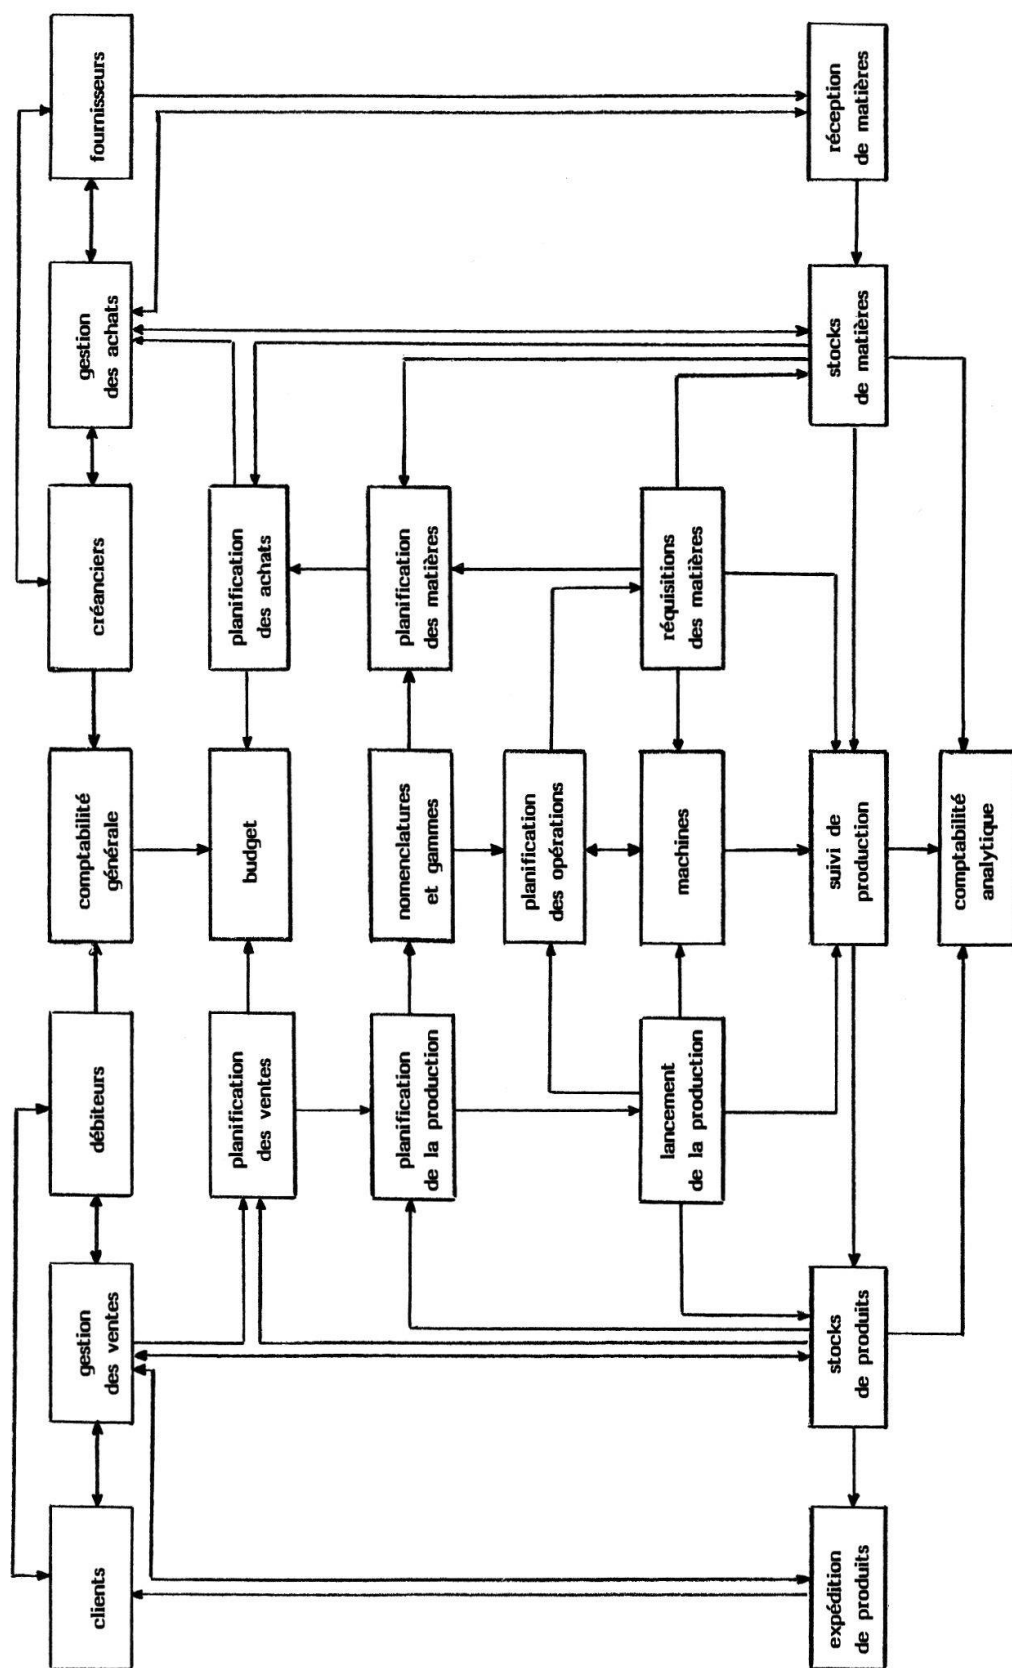 clients
gestion
des ventes
débiteurs
comptabilité
générale
créanciers
gestion
des achats
fournisseurs
planification
des ventes
budget
planification
des achats
planification
de la production
nomenclatures
et gammes
planification
des matières
planification
des opérations
lancement
de la production
machines
réquisitions
des matières
expédition
de produits
stocks
de produits
suivi de
production
stocks
de matières
réception
de matières
comptabilité
analytique